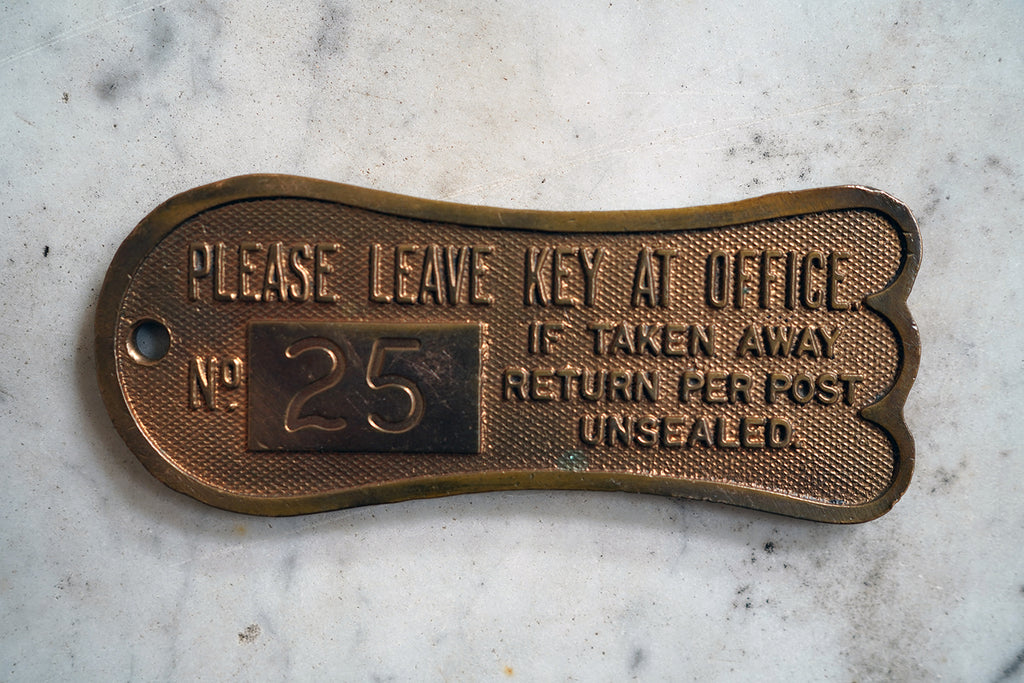 PLEASE LEAVE KEY AT OFFICE.
IF TAKEN AWAY
Nº 25
RETURN PER POST
UNSEALED.